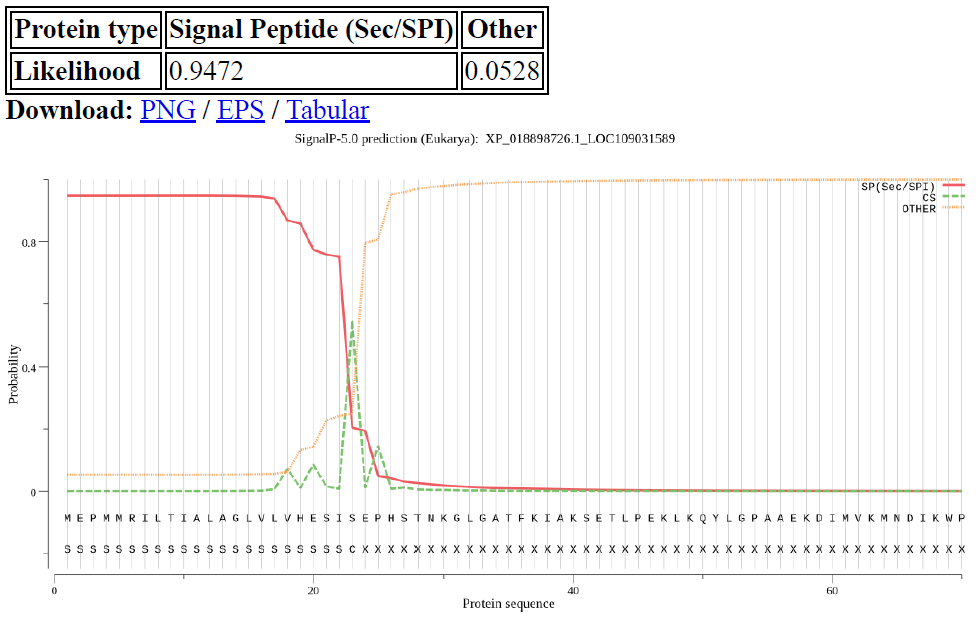 Protein type Signal Peptide (Sec/SPI) Other
Likelihood 0.9472 0.0528
Download: PNG / EPS / Tabular
SignalP-5.0 prediction (Eukarya): XP_018898726.1_LOC109031589
SP(Sec/SPI)
CS
OTHER
0.8
0.4
0
Probability
M E P M M R I L T I A L A G L V L V H E S I S E P H S T N K G L G A T F K I A K S E T L P E K L K Q Y L G P A A E K D I M V K M N D I K W P
S S S S S S S S S S S S S S S S S S S S S S C X X X X X X X X X X X X X X X X X X X X X X X X X X X X X X X X X X X X X X X X X X X X X X X
0 20 40 60
Protein sequence